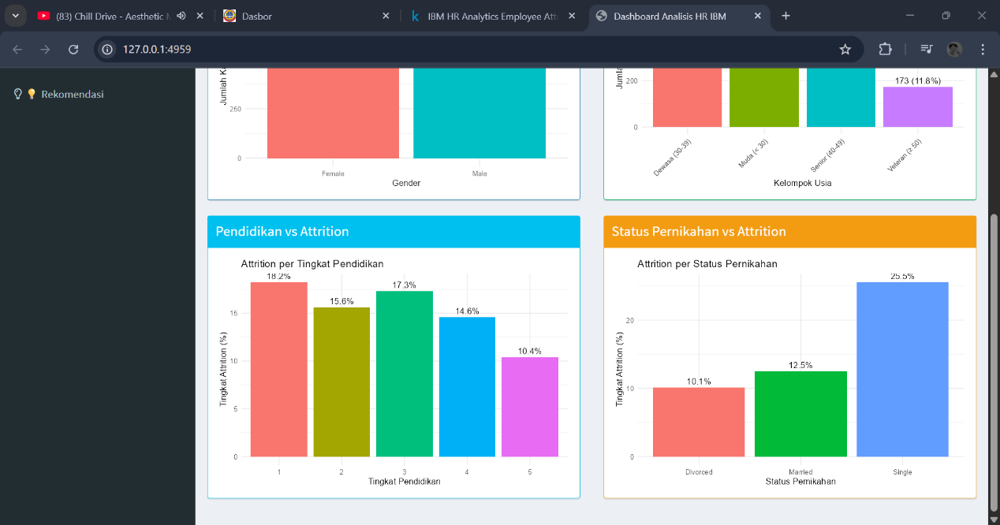 (83) Chill Drive - Aesthetic
Dasbor
IBM HR Analytics Employee Att
Dashboard Analisis HR IBM
127.0.0.1:4959
💡 Rekomendasi
250
0
Female
Male
Gender
200
0
173 (11.8%)
Dewasa (30-39)
Muda (< 30)
Senior (40-49)
Veteran (≥ 50)
Kelompok Usia
Pendidikan vs Attrition
Attrition per Tingkat Pendidikan
18.2%
15.6%
17.3%
14.6%
10.4%
Tingkat Attrition (%)
15
10
5
0
1
2
3
4
5
Tingkat Pendidikan
Status Pernikahan vs Attrition
Attrition per Status Pernikahan
25.5%
12.5%
10.1%
Tingkat Attrition (%)
20
10
0
Divorced
Married
Single
Status Pernikahan